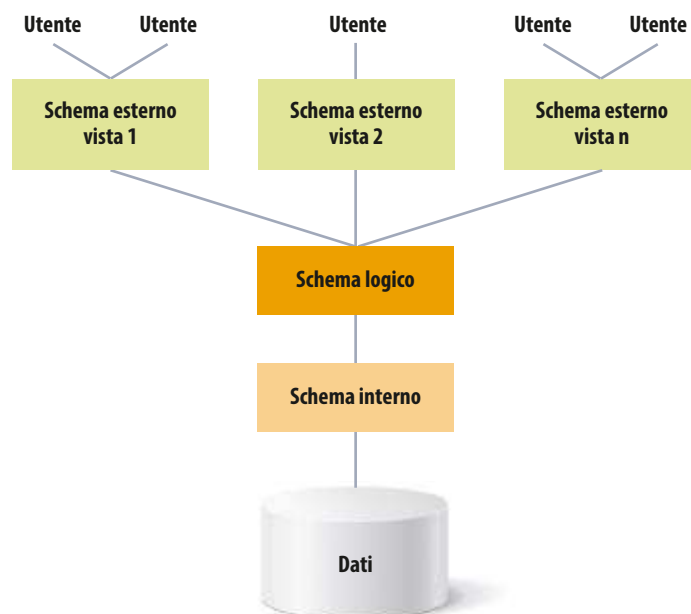 Utente Utente Utente Utente Utente
Schema esterno Schema esterno Schema esterno
vista 1 vista 2 vista n
Schema logico
Schema interno
Dati